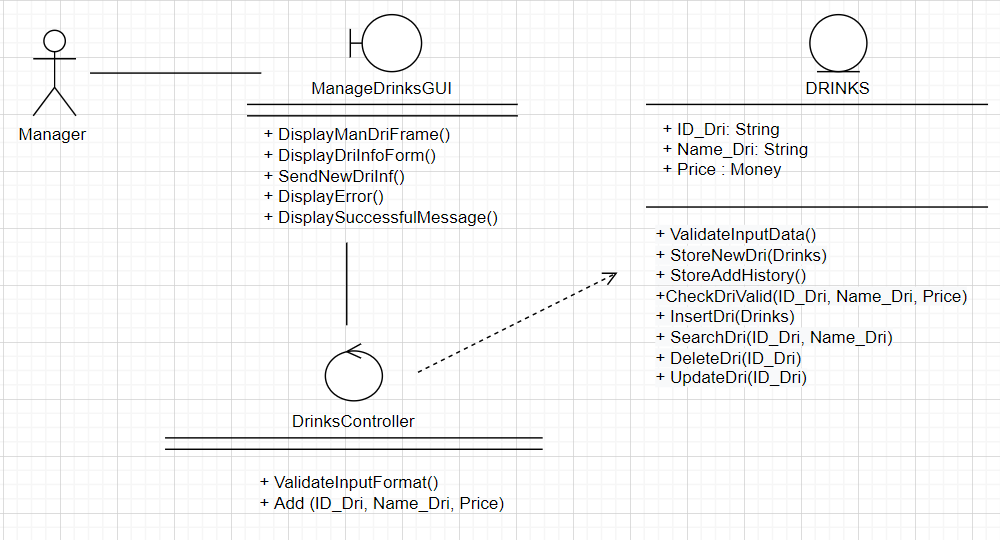 Manager
ManageDrinksGUI
+ DisplayManDriFrame()
+ DisplayDriInfoForm()
+ SendNewDriInf()
+ DisplayError()
+ DisplaySuccessfulMessage()
DRINKS
+ ID_Dri: String
+ Name_Dri: String
+ Price : Money
+ ValidateInputData()
+ StoreNewDri(Drinks)
+ StoreAddHistory()
+CheckDriValid(ID_Dri, Name_Dri, Price)
+ InsertDri(Drinks)
+ SearchDri(ID_Dri, Name_Dri)
+ DeleteDri(ID_Dri)
+ UpdateDri(ID_Dri)
DrinksController
+ ValidateInputFormat()
+ Add (ID_Dri, Name_Dri, Price)